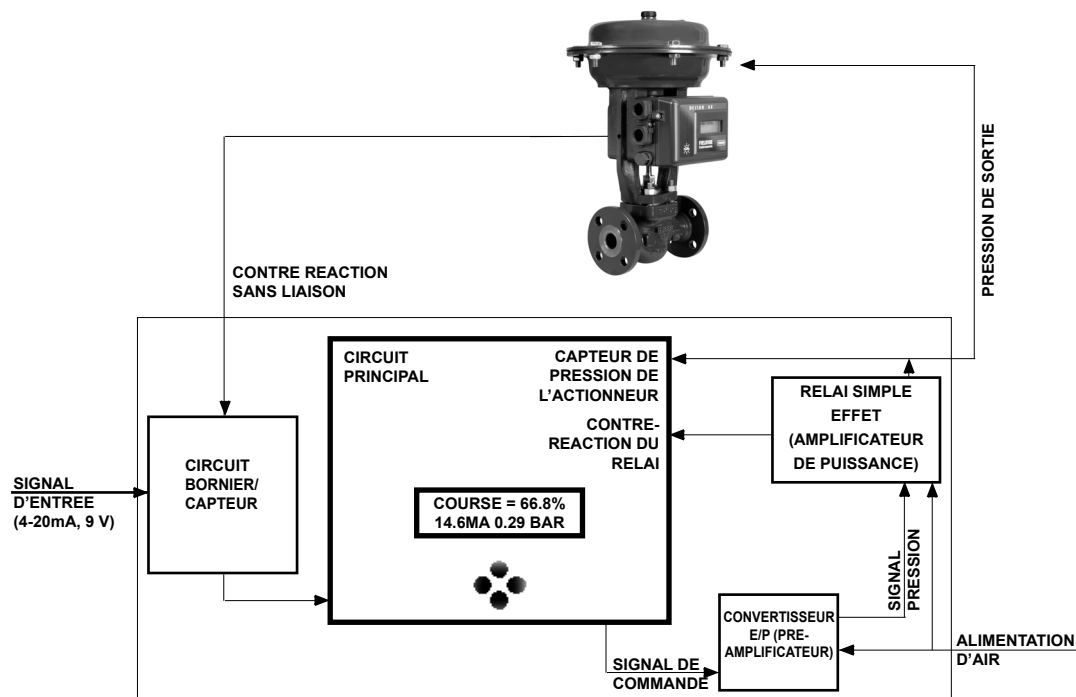 PRESSION DE SORTIE
CONTRE REACTION
SANS LIAISON
CIRCUIT
PRINCIPAL
CAPTEUR DE
PRESSION DE
L'ACTIONNEUR
CONTRE-
REACTION DU
RELAI
RELAI SIMPLE
EFFET
(AMPLIFICATEUR
DE PUISSANCE)
CIRCUIT
BORNIER/
CAPTEUR
SIGNAL
D'ENTREE
(4-20mA, 9 V)
COURSE = 66.8%
14.6MA 0.29 BAR
SIGNAL
PRESSION
CONVERTISSEUR
E/P (PRE-
AMPLIFICATEUR)
ALIMENTATION
D'AIR
SIGNAL DE
COMMANDE